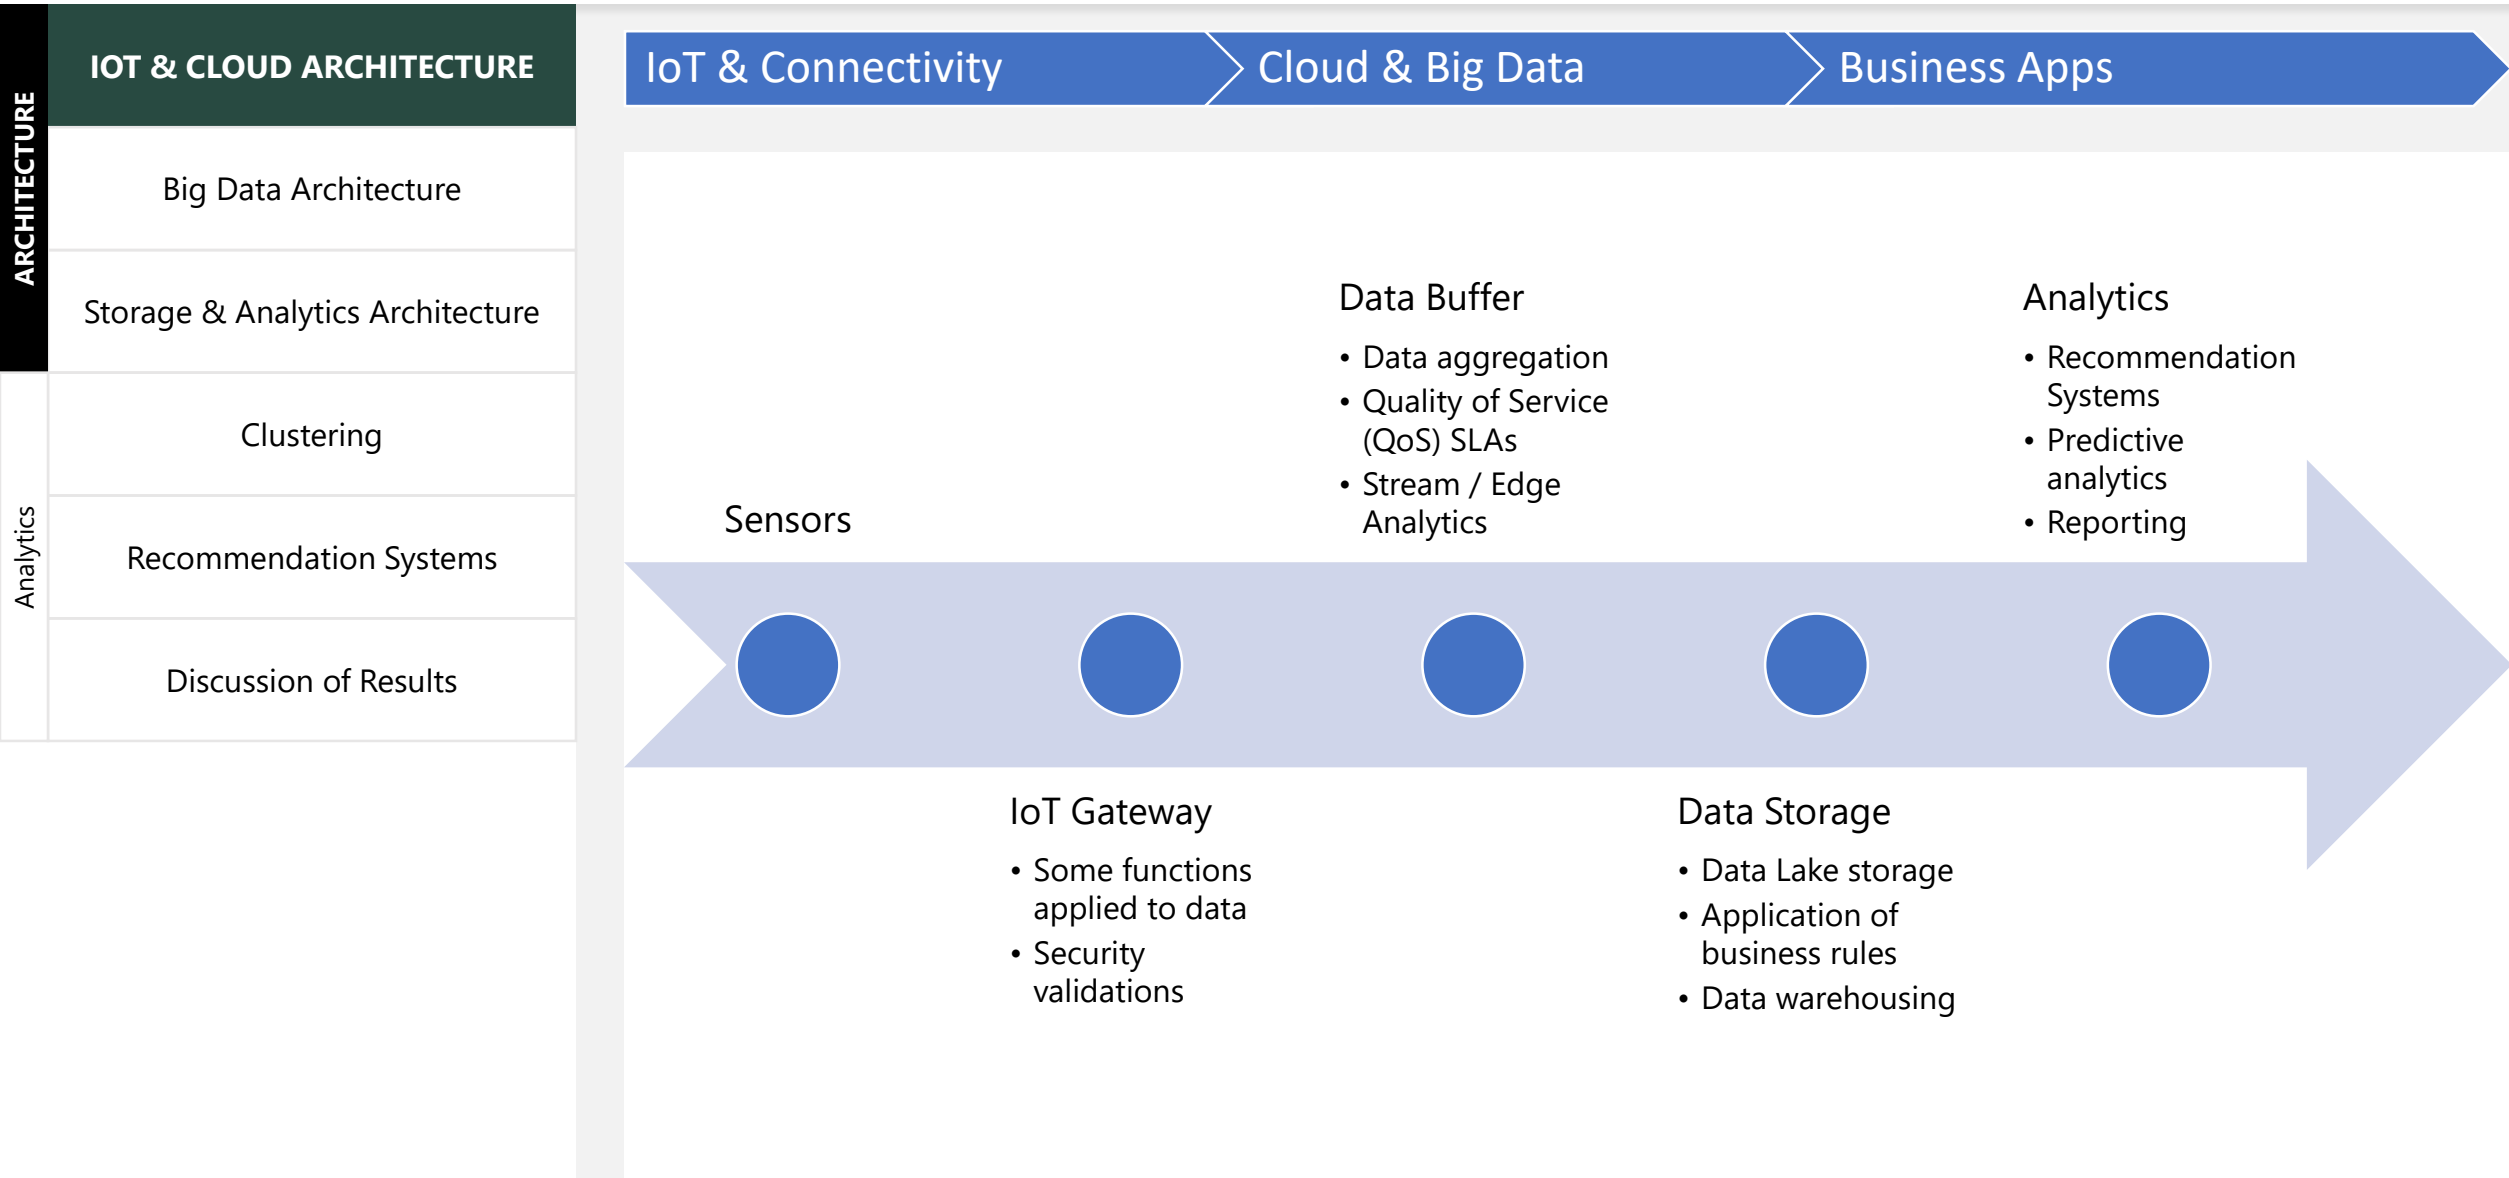 ARCHITECTURE
IOT & CLOUD ARCHITECTURE
Big Data Architecture
Storage & Analytics Architecture
Analytics
Clustering
Recommendation Systems
Discussion of Results
IoT & Connectivity
Cloud & Big Data
Business Apps
Sensors
IoT Gateway
• Some functions
applied to data
• Security
validations
Data Buffer
• Data aggregation
• Quality of Service
(QoS) SLAs
• Stream / Edge
Analytics
Data Storage
• Data Lake storage
• Application of
business rules
• Data warehousing
Analytics
• Recommendation
Systems
• Predictive
analytics
• Reporting